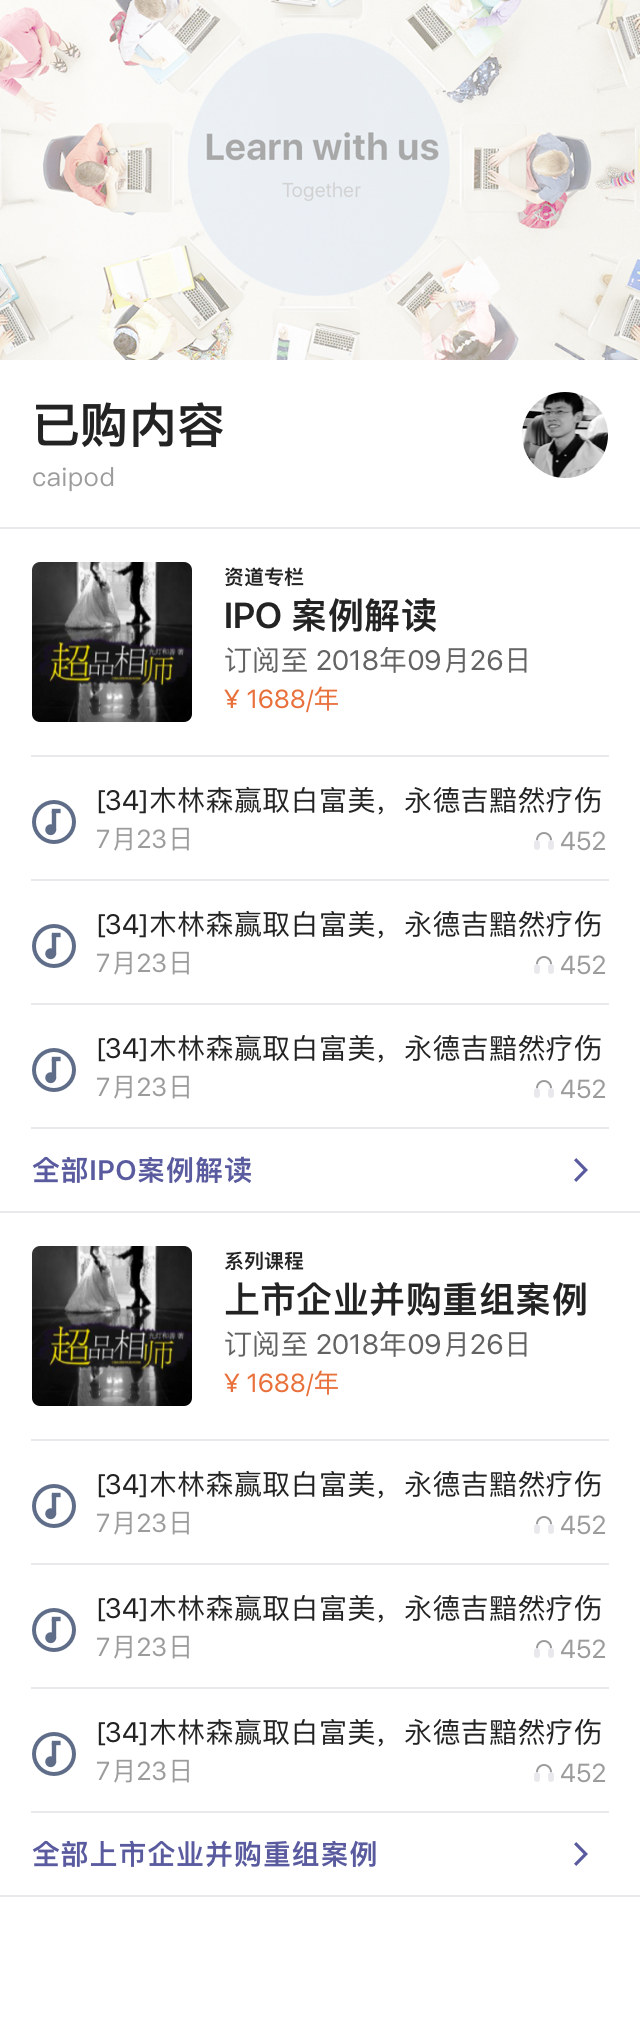 Learn with us
Together
已购内容
caipod
超品相师
九灯和善 著
资道专栏
IPO 案例解读
订阅至 2018年09月26日
¥ 1688/年
[34]木林森赢取白富美，永德吉黯然疗伤
7月23日
452
[34]木林森赢取白富美，永德吉黯然疗伤
7月23日
452
[34]木林森赢取白富美，永德吉黯然疗伤
7月23日
452
全部IPO案例解读
超品相师
九灯和善 著
系列课程
上市企业并购重组案例
订阅至 2018年09月26日
¥ 1688/年
[34]木林森赢取白富美，永德吉黯然疗伤
7月23日
452
[34]木林森赢取白富美，永德吉黯然疗伤
7月23日
452
[34]木林森赢取白富美，永德吉黯然疗伤
7月23日
452
全部上市企业并购重组案例